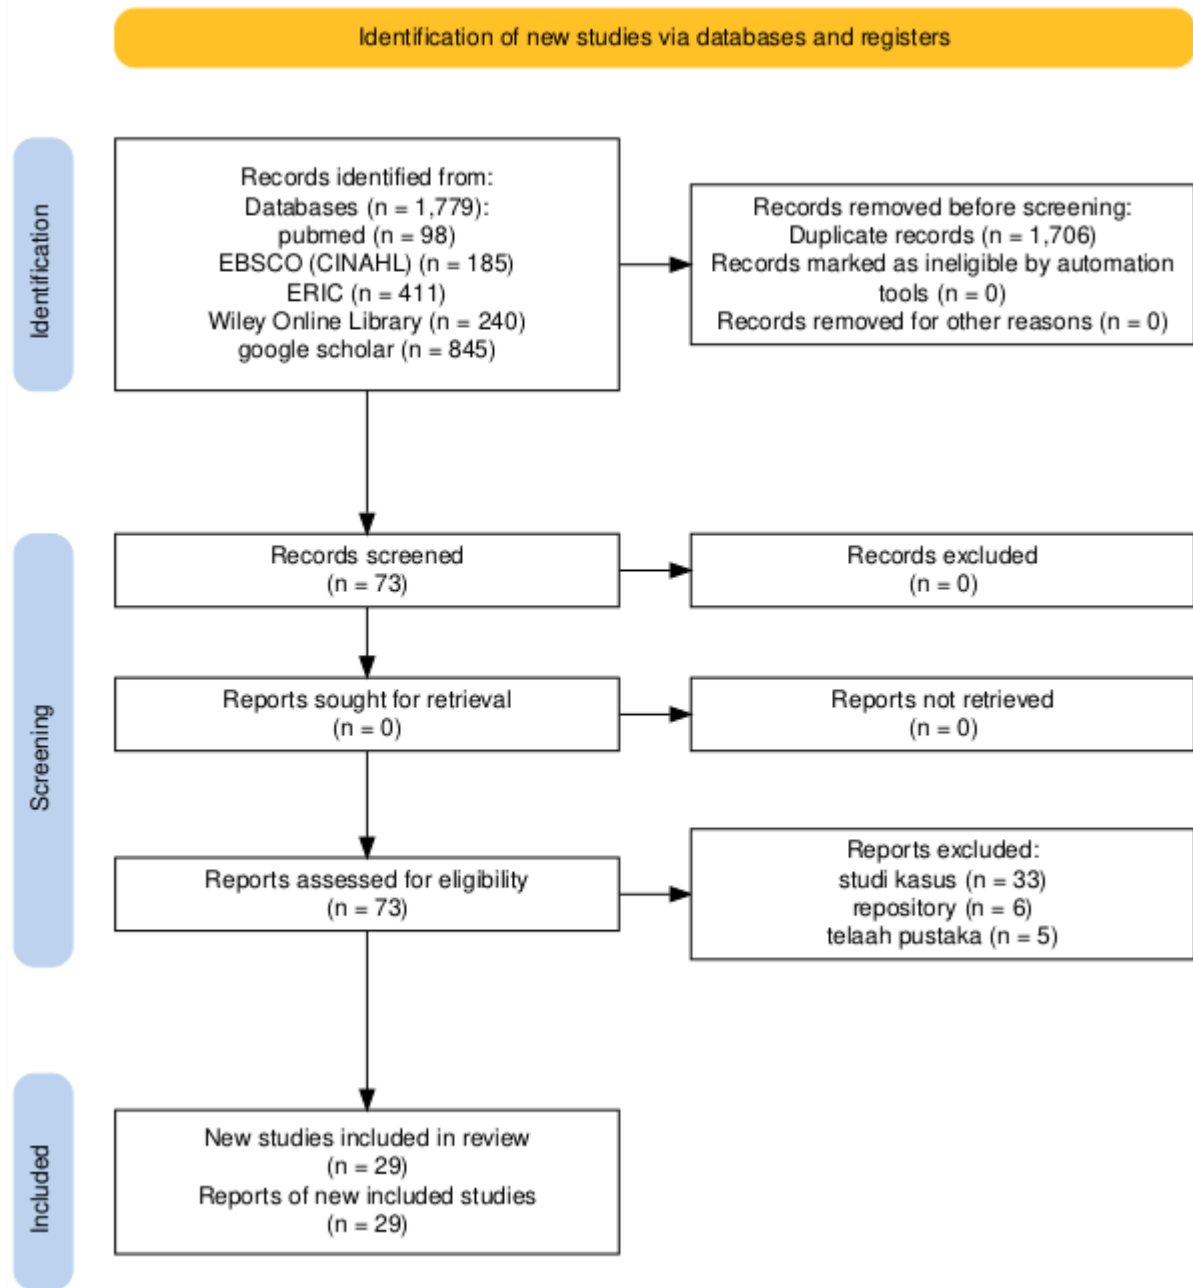 Identification of new studies via databases and registers
Identification
Records identified from:
Databases (n = 1,779):
pubmed (n = 98)
EBSCO (CINAHL) (n = 185)
ERIC (n = 411)
Wiley Online Library (n = 240)
google scholar (n = 845)
Records removed before screening:
Duplicate records (n = 1,706)
Records marked as ineligible by automation
tools (n = 0)
Records removed for other reasons (n = 0)
Screening
Records screened
(n = 73)
Records excluded
(n = 0)
Reports sought for retrieval
(n = 0)
Reports not retrieved
(n = 0)
Reports assessed for eligibility
(n = 73)
Reports excluded:
studi kasus (n = 33)
repository (n = 6)
telaah pustaka (n = 5)
Included
New studies included in review
(n = 29)
Reports of new included studies
(n = 29)